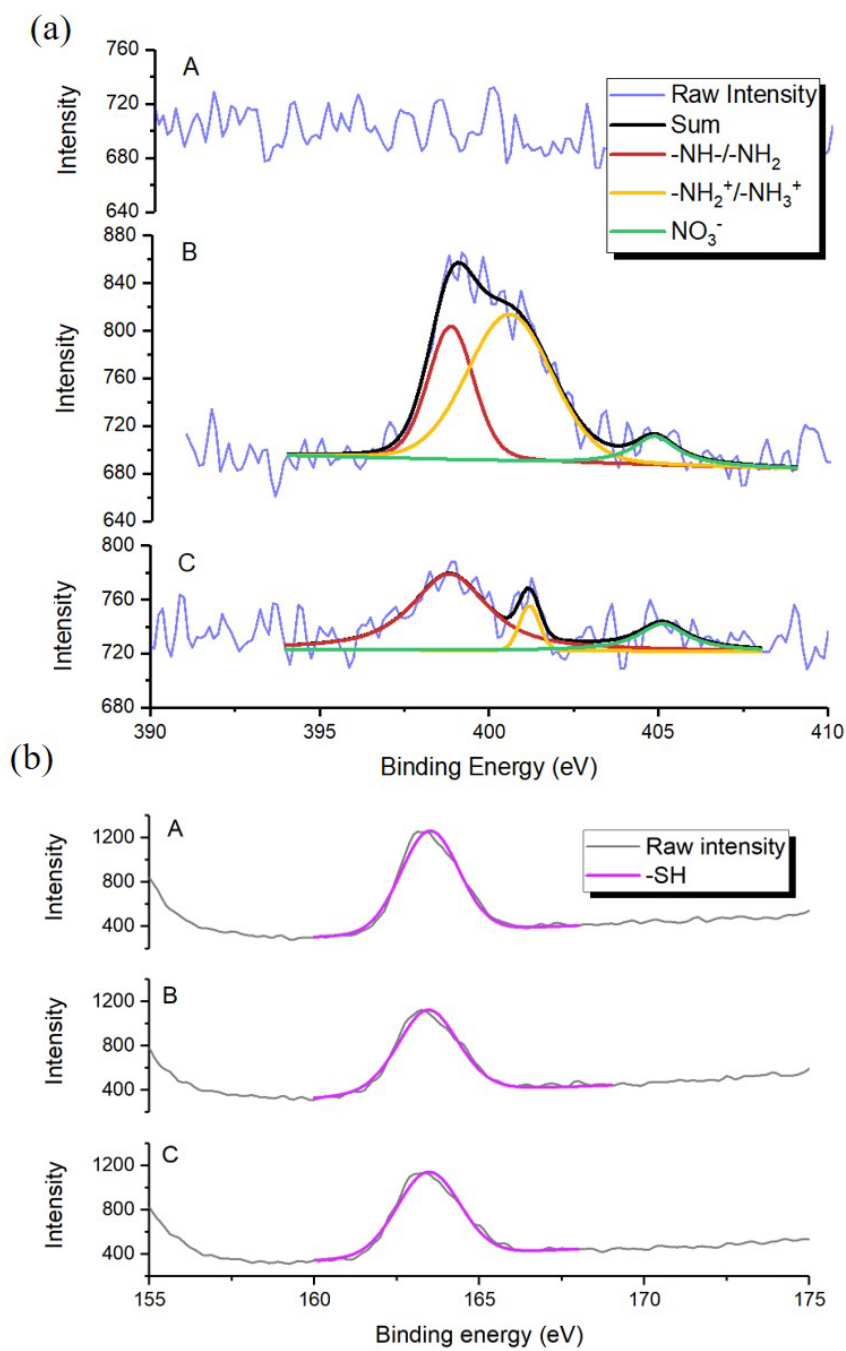 (a)
760
720
680
640
Intensity
A
Raw Intensity
Sum
-NH-/-NH₂
-NH₂⁺/-NH₃⁺
NO₃⁻
880
840
800
760
720
680
640
Intensity
B
800
760
720
680
Intensity
C
390 395 400 405 410
Binding Energy (eV)
(b)
1200
800
400
Intensity
A
Raw intensity
-SH
1200
800
400
Intensity
B
1200
800
400
Intensity
C
155 160 165 170 175
Binding energy (eV)